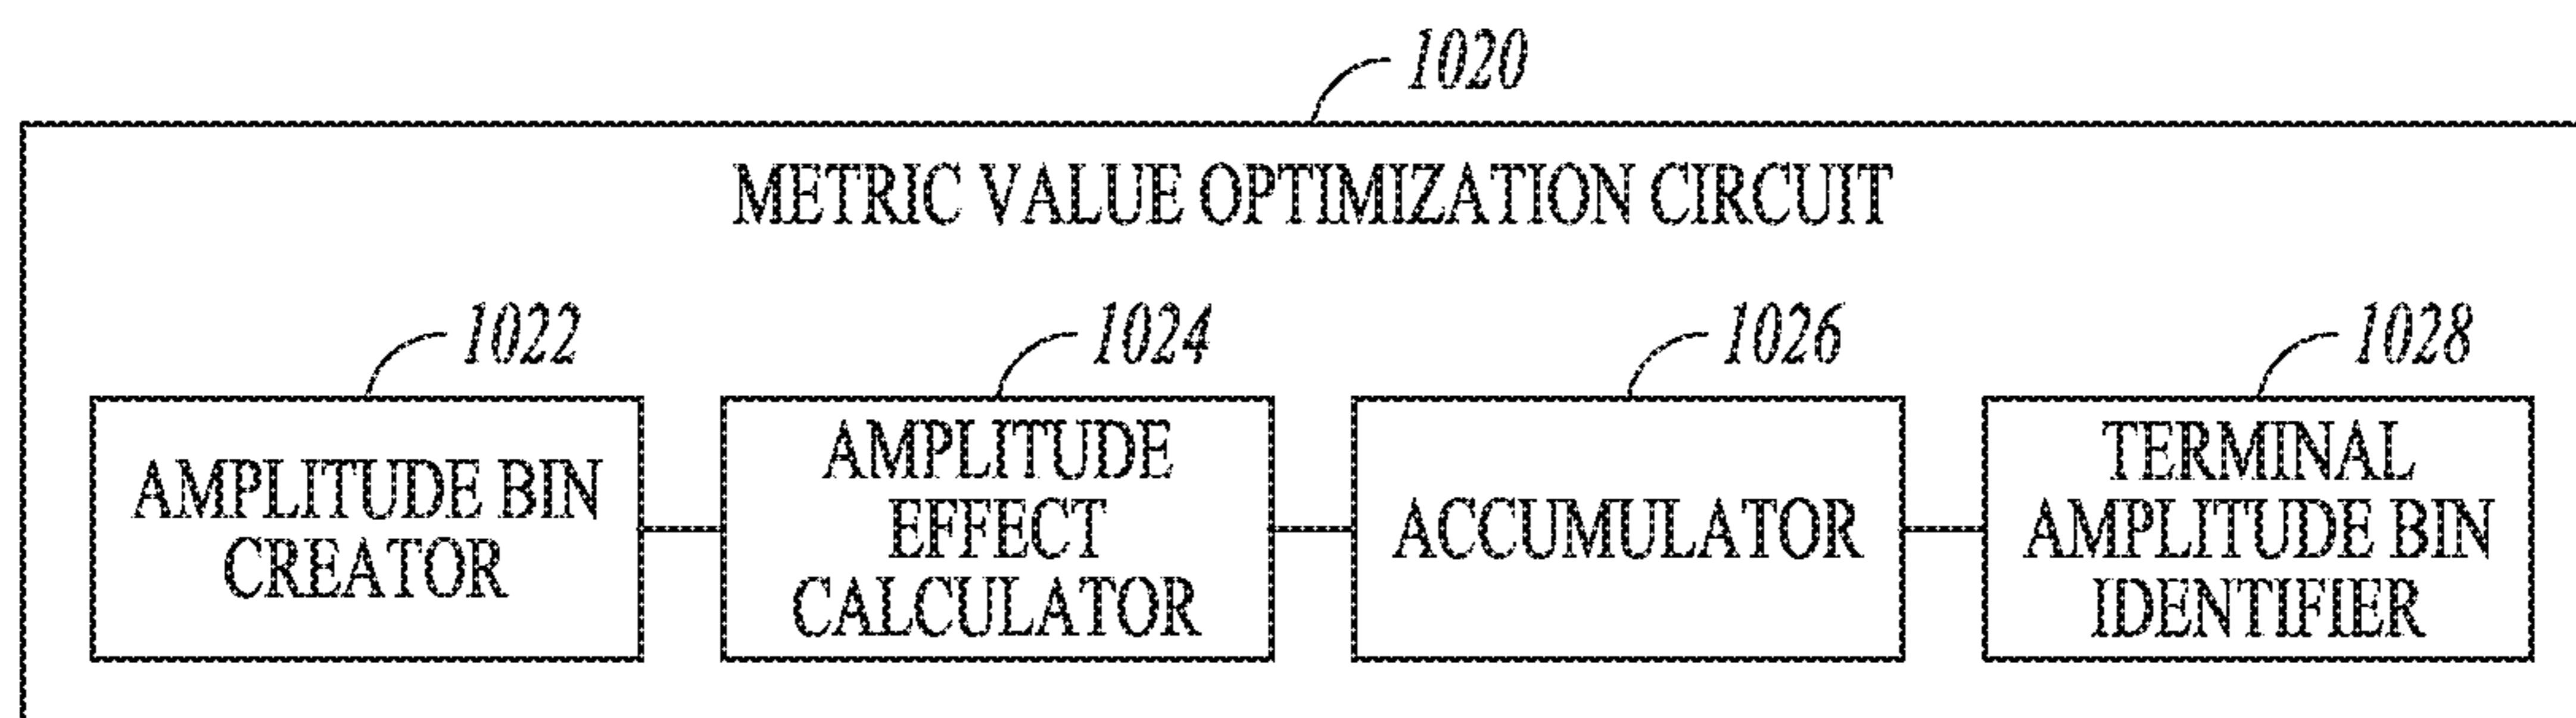 1020
METRIC VALUE OPTIMIZATION CIRCUIT
1022
1024
1026
1028
AMPLITUDE BIN
CREATOR
AMPLITUDE
EFFECT
CALCULATOR
ACCUMULATOR
TERMINAL
AMPLITUDE BIN
IDENTIFIER